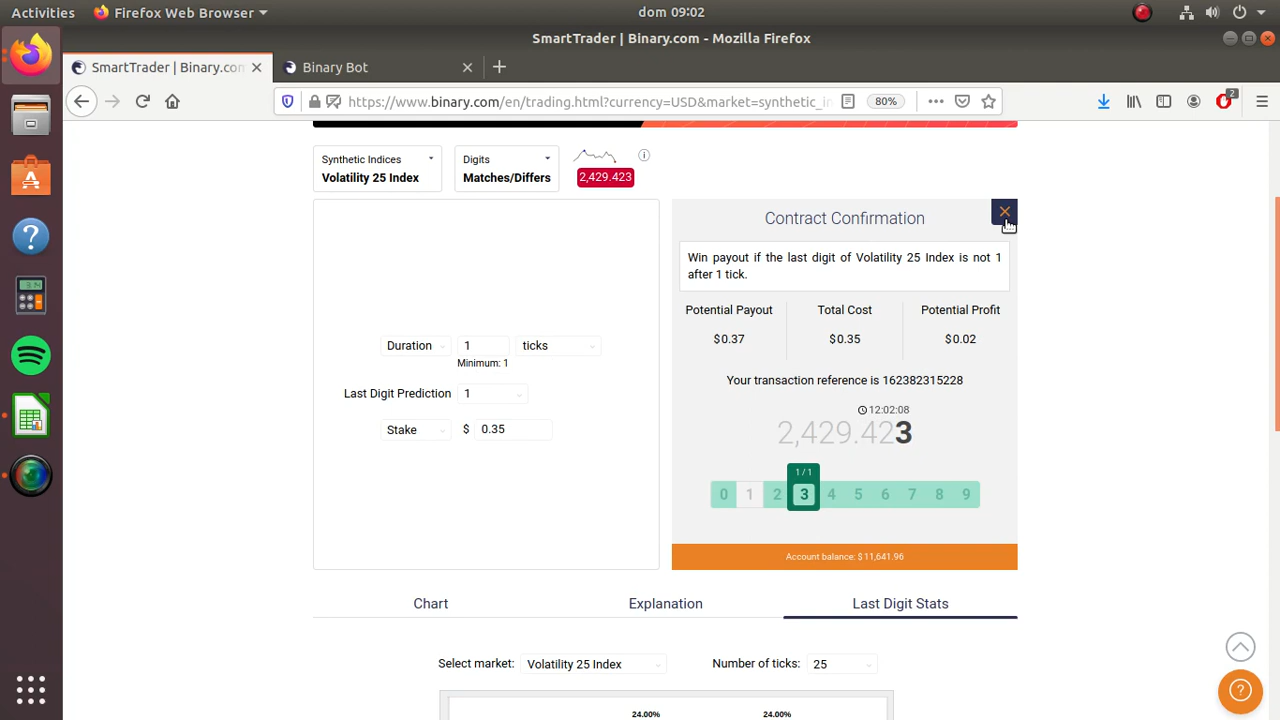 Activities
Firefox Web Browser
dom 09:02
SmartTrader | Binary.com - Mozilla Firefox
SmartTrader | Binary.com
Binary Bot
https://www.binary.com/en/trading.html?currency=USD&market=synthetic_in
80%
2
Synthetic Indices
Volatility 25 Index
Digits
Matches/Differs
2,429.423
Contract Confirmation
Win payout if the last digit of Volatility 25 Index is not 1
after 1 tick.
Potential Payout
Total Cost
Potential Profit
$0.37
$0.35
$0.02
Duration
1
ticks
Minimum: 1
Last Digit Prediction
1
Stake
$ 0.35
Your transaction reference is 162382315228
12:02:08
2,429.423
1 / 1
0 1 2 3 4 5 6 7 8 9
Account balance: $11,641.96
Chart
Explanation
Last Digit Stats
Select market:
Volatility 25 Index
Number of ticks:
25
24.00%
24.00%